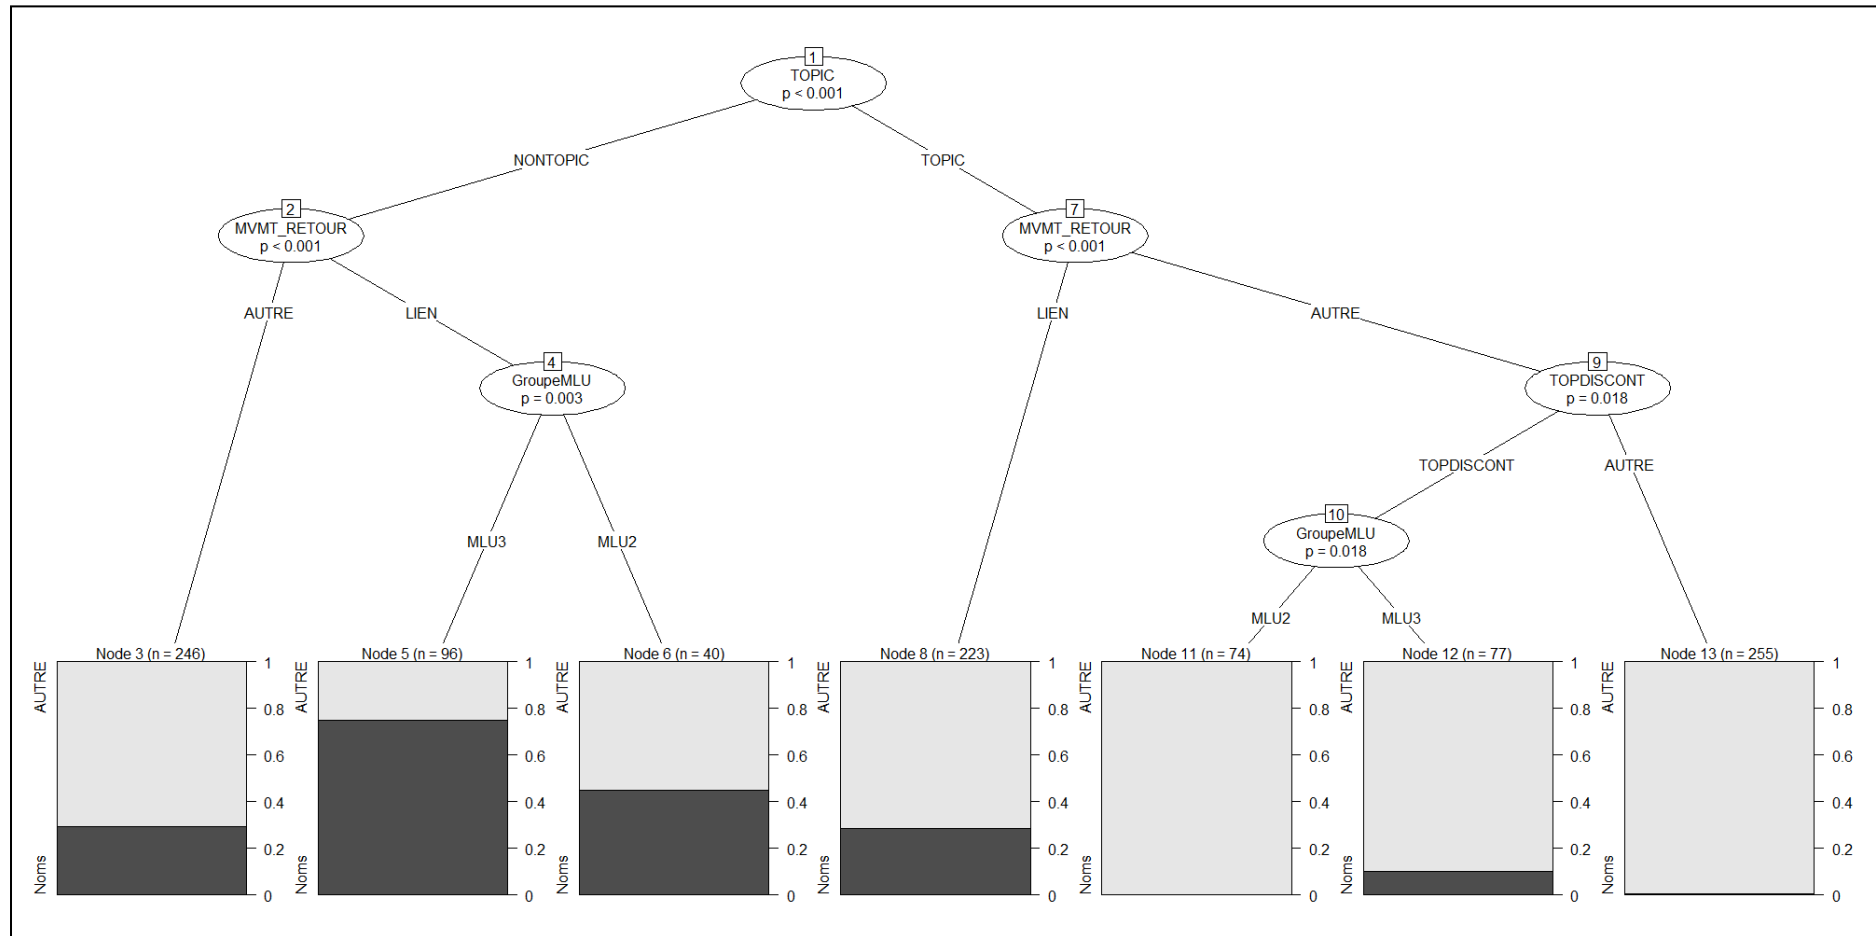 1
TOPIC
p < 0.001
NONTOPIC
TOPIC
2
MVMT_RETOUR
p < 0.001
7
MVMT_RETOUR
p < 0.001
AUTRE
LIEN
LIEN
AUTRE
4
GroupeMLU
p = 0.003
9
TOPDISCONT
p = 0.018
TOPDISCONT
AUTRE
10
GroupeMLU
p = 0.018
MLU3
MLU2
MLU2
MLU3
Node 3 (n = 246)
AUTRE
Noms
1
0.8
0.6
0.4
0.2
0
Node 5 (n = 96)
AUTRE
Noms
1
0.8
0.6
0.4
0.2
0
Node 6 (n = 40)
AUTRE
Noms
1
0.8
0.6
0.4
0.2
0
Node 8 (n = 223)
AUTRE
Noms
1
0.8
0.6
0.4
0.2
0
Node 11 (n = 74)
AUTRE
Noms
1
0.8
0.6
0.4
0.2
0
Node 12 (n = 77)
AUTRE
Noms
1
0.8
0.6
0.4
0.2
0
Node 13 (n = 255)
AUTRE
Noms
1
0.8
0.6
0.4
0.2
0